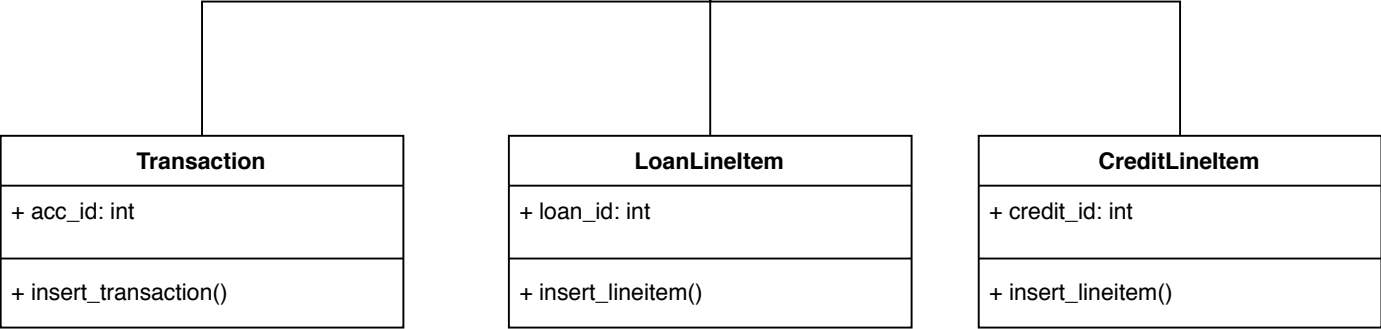 Transaction
+ acc_id: int
+ insert_transaction()
LoanLineItem
+ loan_id: int
+ insert_lineitem()
CreditLineItem
+ credit_id: int
+ insert_lineitem()